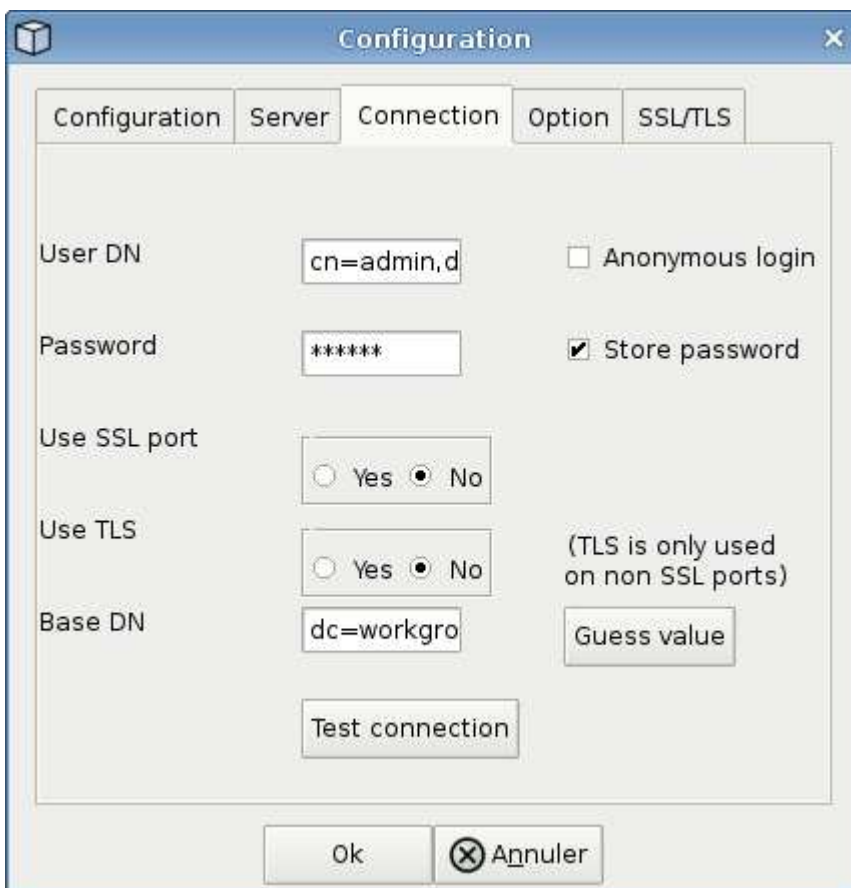 Configuration
Configuration Server Connection Option SSL/TLS
User DN cn=admin,d Anonymous login
Password ****** Store password
Use SSL port
Yes No
Use TLS
Yes No (TLS is only used
on non SSL ports)
Base DN dc=workgro Guess value
Test connection
Ok Annuler